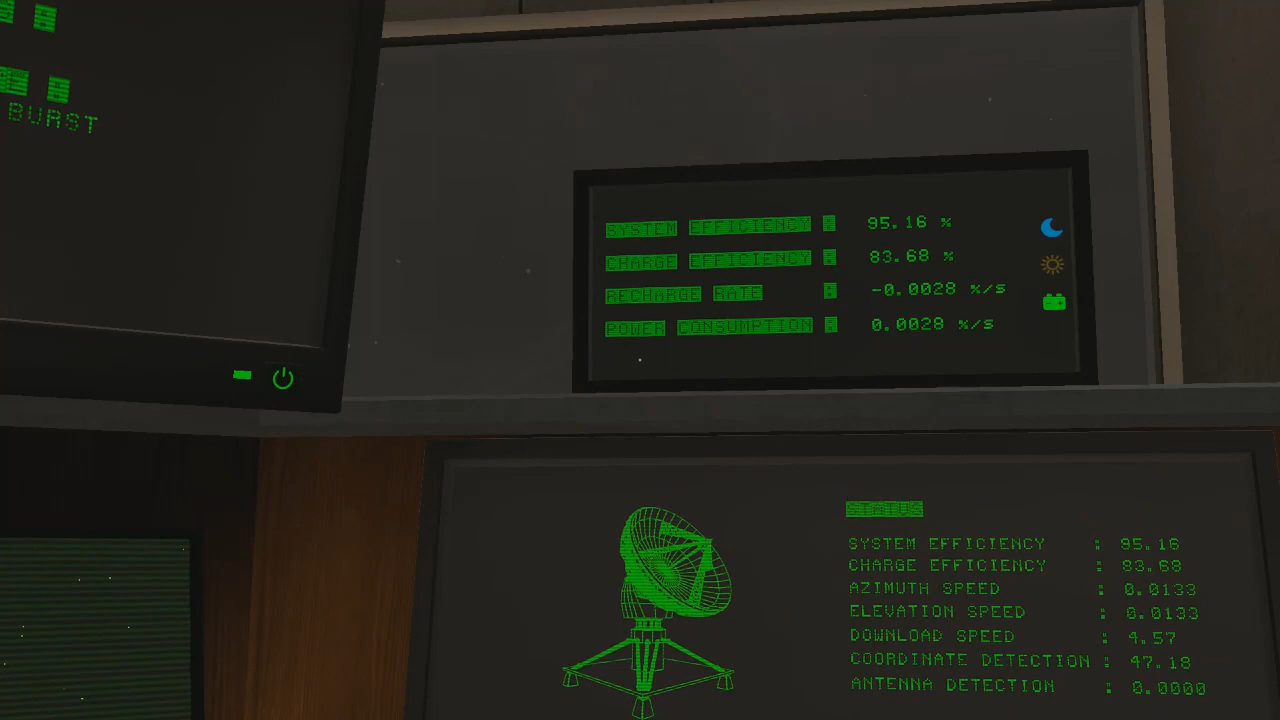 BURST
SYSTEM EFFICIENCY : 95.16 %
CHARGE EFFICIENCY : 83.68 %
RECHARGE RATE : -0.0028 %/s
POWER CONSUMPTION : 0.0028 %/s
STATUS
SYSTEM EFFICIENCY : 95.16
CHARGE EFFICIENCY : 83.68
AZIMUTH SPEED : 0.0133
ELEVATION SPEED : 0.0133
DOWNLOAD SPEED : 4.57
COORDINATE DETECTION : 47.18
ANTENNA DETECTION : 0.0000